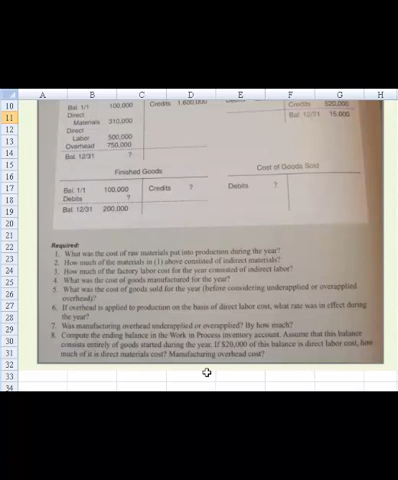 A B C D E F G H
10 Bal. 1/1 100,000 Credits 1,600,000 Credits 520,000
11 Direct Bal. 12/31 15,000
12 Materials 310,000
Direct
13 Labor 500,000
14 Overhead 750,000
Bal. 12/31 ?
15
16 Finished Goods Cost of Goods Sold
17 Bal. 1/1 100,000 Credits ? Debits ?
18 Debits ?
19 Bal. 12/31 200,000
20
21
22 Required:
23 1. What was the cost of raw materials put into production during the year?
2. How much of the materials in (1) above consisted of indirect materials?
24 3. How much of the factory labor cost for the year consisted of indirect labor?
4. What was the cost of goods manufactured for the year?
25 5. What was the cost of goods sold for the year (before considering underapplied or overapplied
26 overhead)?
27 6. If overhead is applied to production on the basis of direct labor cost, what rate was in effect during
28 the year?
29 7. Was manufacturing overhead underapplied or overapplied? By how much?
30 8. Compute the ending balance in the Work in Process inventory account. Assume that this balance
consists entirely of goods started during the year. If $20,000 of this balance is direct labor cost, how
31 much of it is direct materials cost? Manufacturing overhead cost?
32
33
34